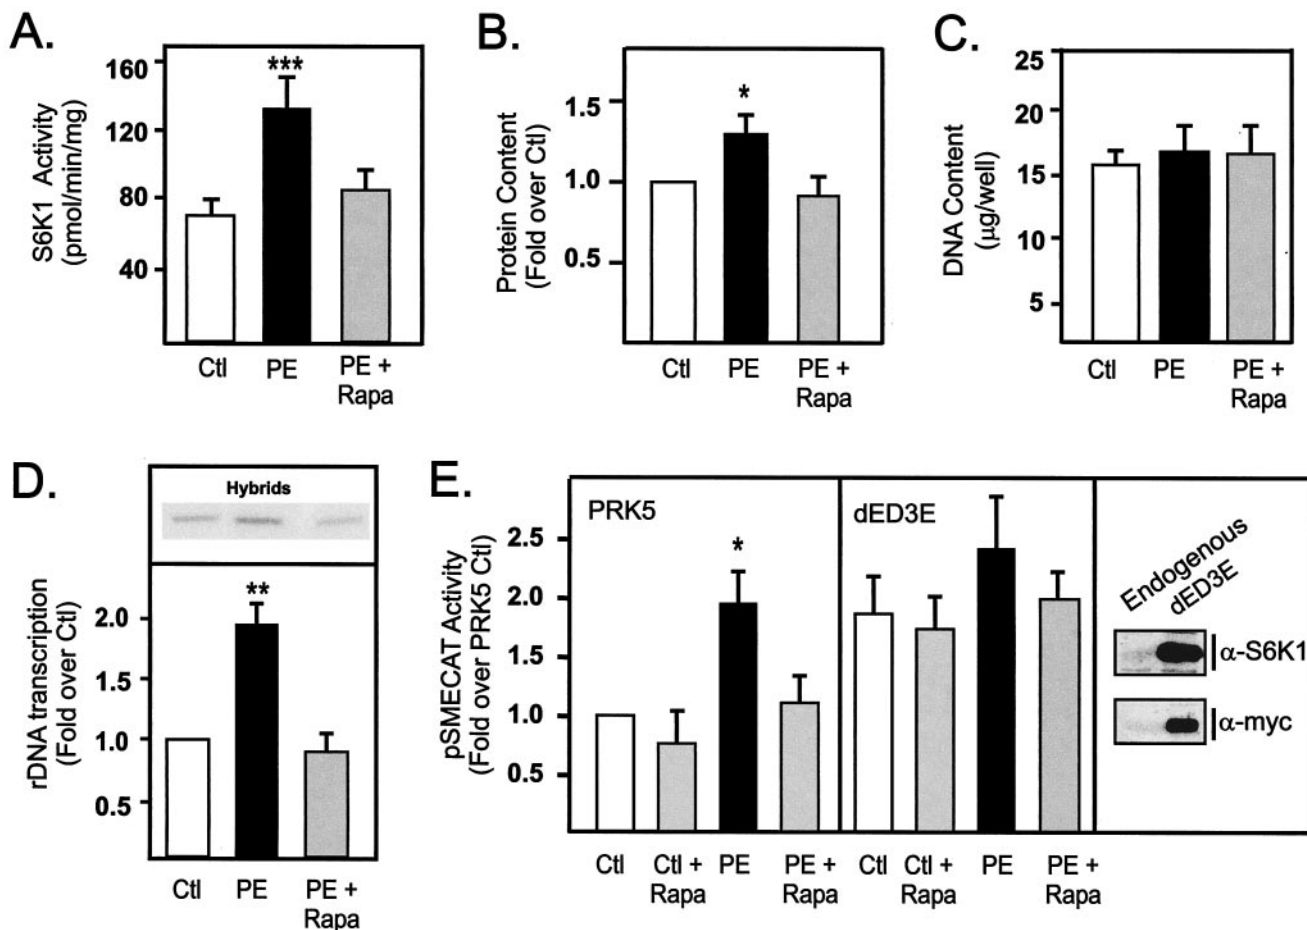 A.
S6K1 Activity
(pmol/min/mg)
160
120
80
40
***
Ctl
PE
PE +
Rapa
B.
Protein Content
(Fold over Ctl)
1.5
1.0
0.5
*
Ctl
PE
PE +
Rapa
C.
DNA Content
(μg/well)
25
20
15
10
5
Ctl
PE
PE +
Rapa
D.
Hybrids
rDNA transcription
(Fold over Ctl)
2.0
1.5
1.0
0.5
**
Ctl
PE
PE +
Rapa
E.
pSMECAT Activity
(Fold over PRK5 Ctl)
2.5
2.0
1.5
1.0
0.5
PRK5
*
Ctl
Ctl +
Rapa
PE
PE +
Rapa
dED3E
Ctl
Ctl +
Rapa
PE
PE +
Rapa
Endogenous
dED3E
α-S6K1
α-myc